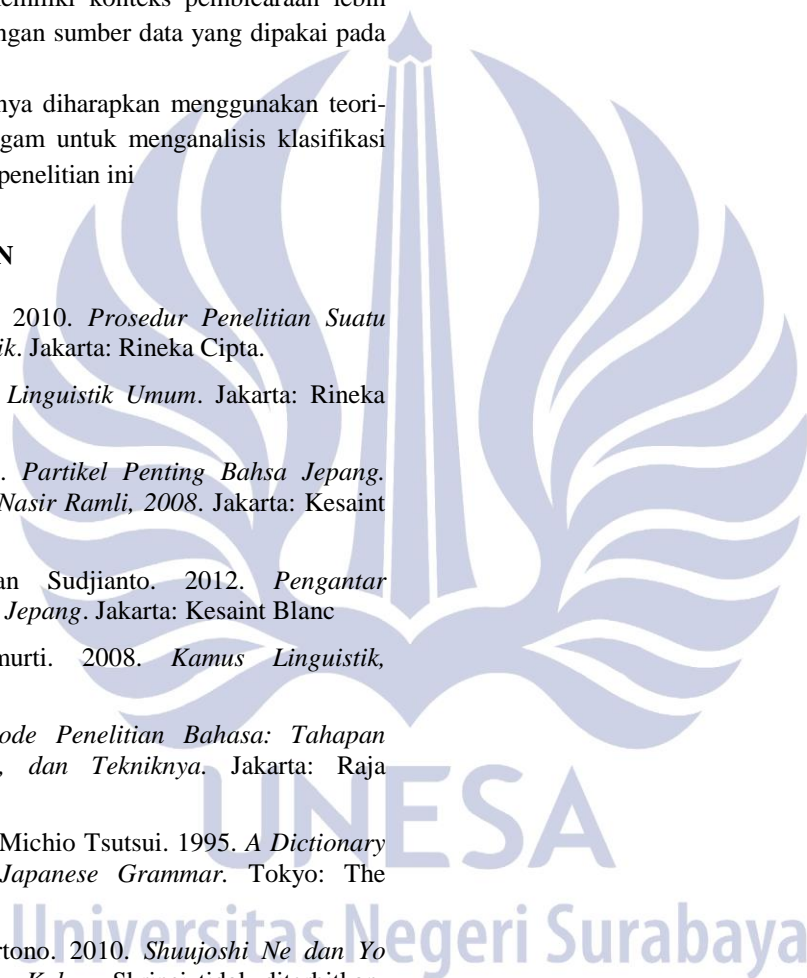 konteks pembicaraan lebih
ngan sumber data yang dipakai pada
nya diharapkan menggunakan teori-
gam untuk menganalisis klasifikasi
penelitian ini
N
2010. Prosedur Penelitian Suatu
ik. Jakarta: Rineka Cipta.
Linguistik Umum. Jakarta: Rineka
. Partikel Penting Bahsa Jepang.
Nasir Ramli, 2008. Jakarta: Kesaint
an Sudjianto. 2012. Pengantar
Jepang. Jakarta: Kesaint Blanc
murti. 2008. Kamus Linguistik,
ode Penelitian Bahasa: Tahapan
, dan Tekniknya. Jakarta: Raja
Michio Tsutsui. 1995. A Dictionary
Japanese Grammar. Tokyo: The
rtono. 2010. Shuujoshi Ne dan Yo
UNESA
Universitas Negeri Surabaya